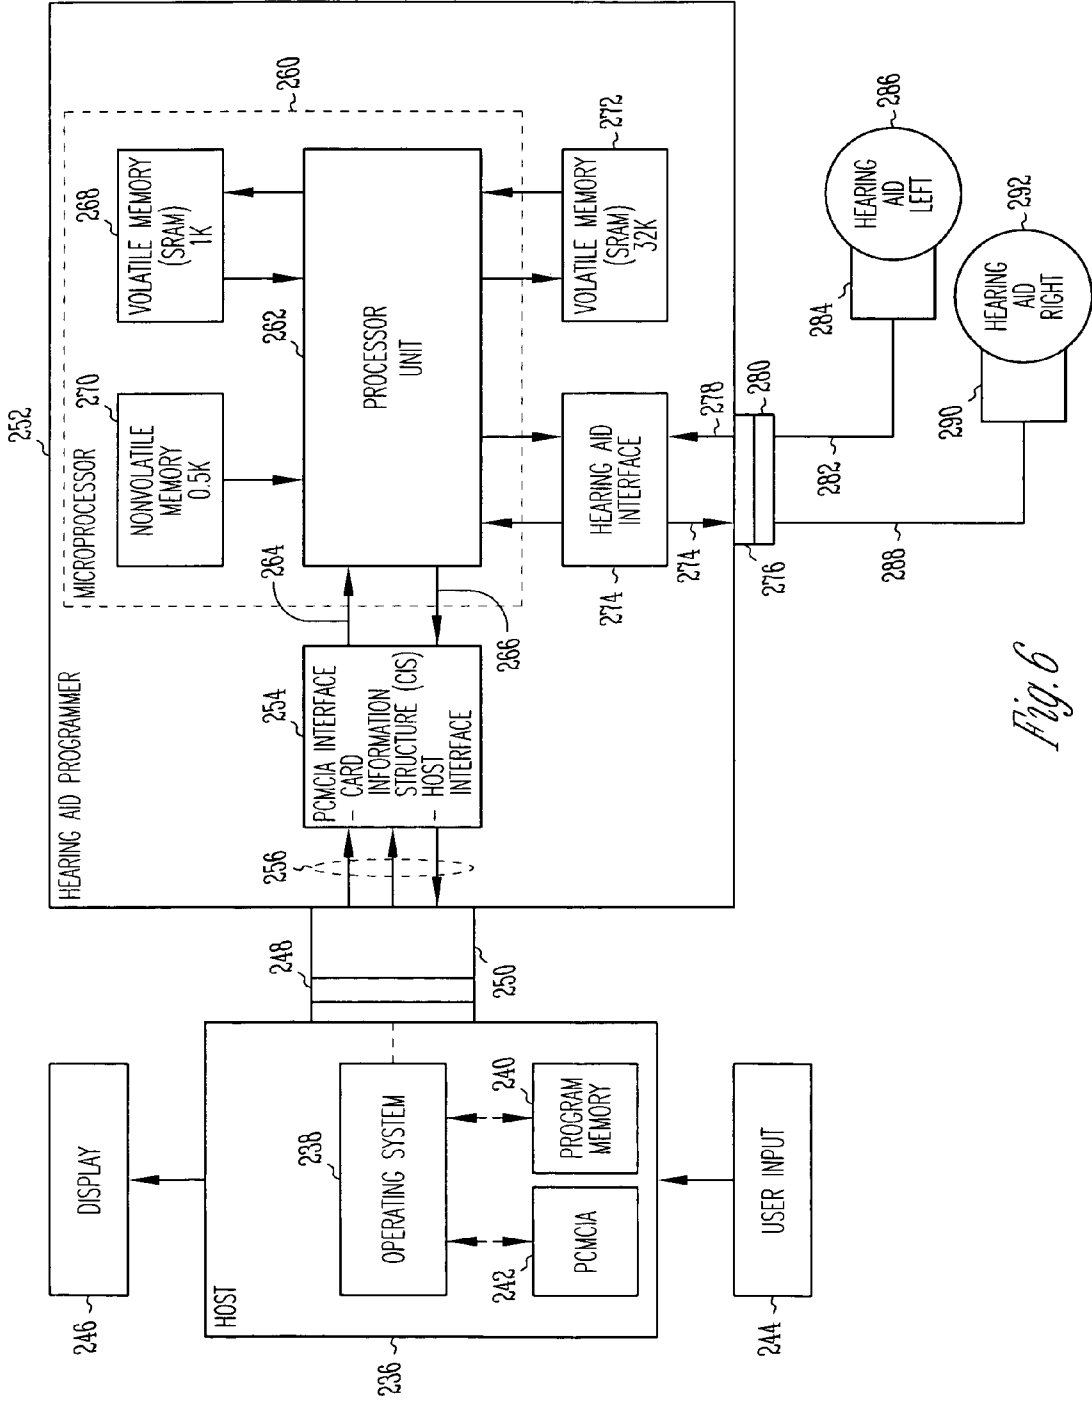 246
DISPLAY
HOST
236
238
OPERATING SYSTEM
242
PCMCIA
240
PROGRAM
MEMORY
244
USER INPUT
248
250
HEARING AID PROGRAMMER
252
256
254
PCMCIA INTERFACE
– CARD
INFORMATION
STRUCTURE (CIS)
– HOST
INTERFACE
264
266
MICROPROCESSOR
260
270
NONVOLATILE
MEMORY
0.5K
268
VOLATILE MEMORY
(SRAM)
1K
262
PROCESSOR
UNIT
274
HEARING AID
INTERFACE
272
VOLATILE MEMORY
(SRAM)
32K
274
278
276
280
282
288
284
HEARING
AID
LEFT
286
290
HEARING
AID
RIGHT
292
Fig. 6